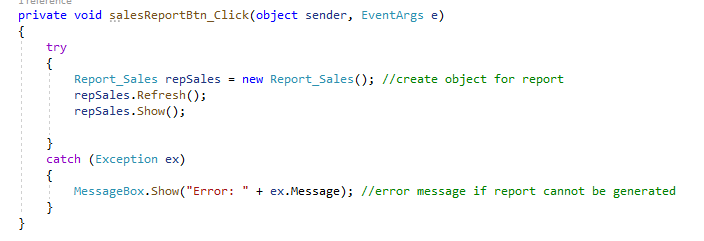 1 reference
private void salesReportBtn_Click(object sender, EventArgs e)
{
try
{
Report_Sales repSales = new Report_Sales(); //create object for report
repSales.Refresh();
repSales.Show();
}
catch (Exception ex)
{
MessageBox.Show("Error: " + ex.Message); //error message if report cannot be generated
}
}